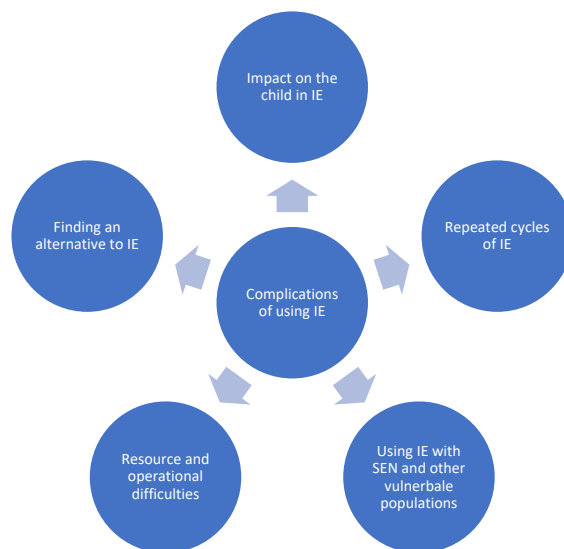 Impact on the
child in IE
Finding an
alternative to IE
Repeated cycles
of IE
Complications
of using IE
Resource and
operational
difficulties
Using IE with
SEN and other
vulnerbale
populations